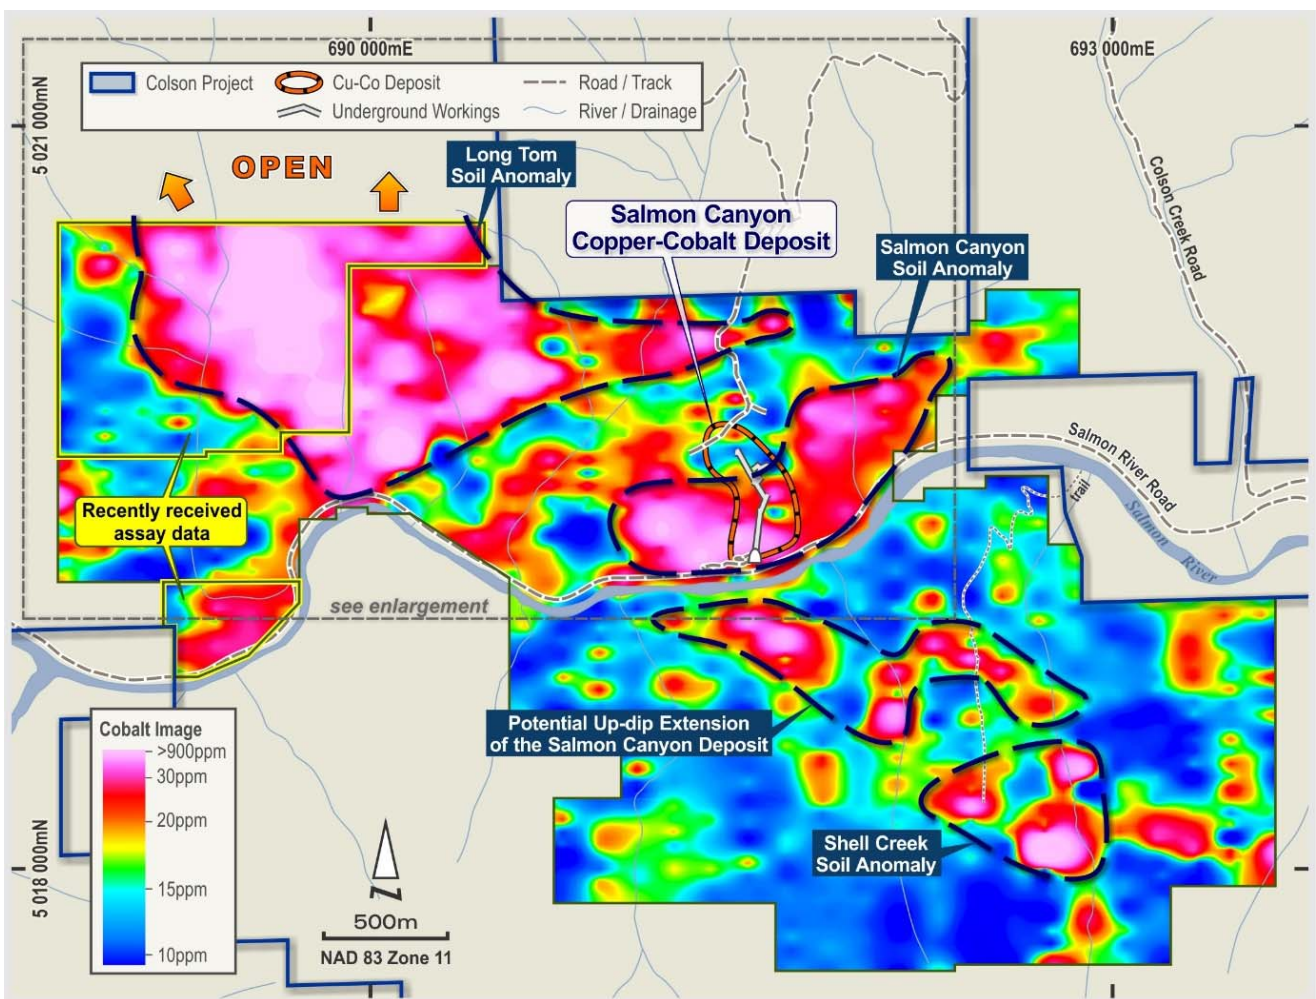 690 000mE
693 000mE
Colson Project
Cu-Co Deposit
Road / Track
Underground Workings
River / Drainage
5 021 000mN
OPEN
Long Tom
Soil Anomaly
Salmon Canyon
Copper-Cobalt Deposit
Salmon Canyon
Soil Anomaly
Colson Creek Road
Salmon River Road
trail
Salmon River
Recently received
assay data
see enlargement
Potential Up-dip Extension
of the Salmon Canyon Deposit
Shell Creek
Soil Anomaly
Cobalt Image
>900ppm
30ppm
20ppm
15ppm
10ppm
5 018 000mN
N
500m
NAD 83 Zone 11